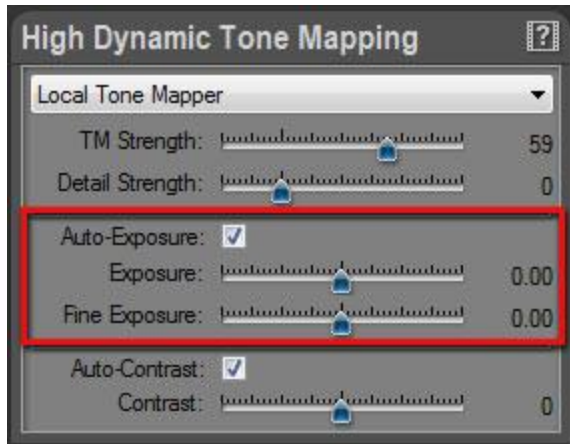 High Dynamic Tone Mapping ?
Local Tone Mapper
TM Strength: 59
Detail Strength: 0
Auto-Exposure:
Exposure: 0.00
Fine Exposure: 0.00
Auto-Contrast:
Contrast: 0